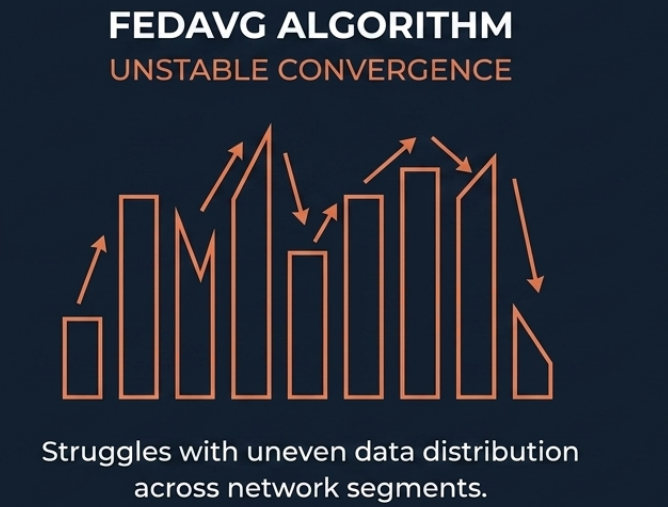 FEDAVG ALGORITHM
UNSTABLE CONVERGENCE
Struggles with uneven data distribution
across network segments.